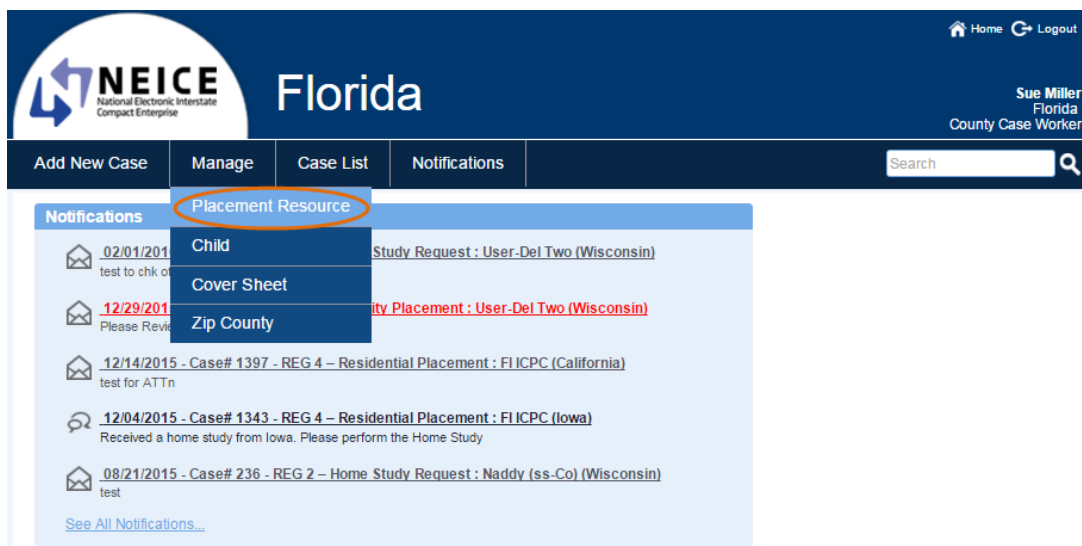 Home Logout
NEICE
National Electronic Interstate
Compact Enterprise
Florida
Sue Miller
Florida
County Case Worker
Add New Case Manage Case List Notifications Search
Placement Resource
Child
Cover Sheet
Zip County
Notifications
02/01/201 Study Request : User-Del Two (Wisconsin)
test to chk
12/29/201 Placement : User-Del Two (Wisconsin)
Please
12/14/2015 - Case# 1397 - REG 4 – Residential Placement : FI ICPC (California)
test for ATTn
12/04/2015 - Case# 1343 - REG 4 – Residential Placement : FI ICPC (Iowa)
Received a home study from Iowa. Please perform the Home Study
08/21/2015 - Case# 236 - REG 2 – Home Study Request : Naddy (ss-Co) (Wisconsin)
test
See All Notifications...